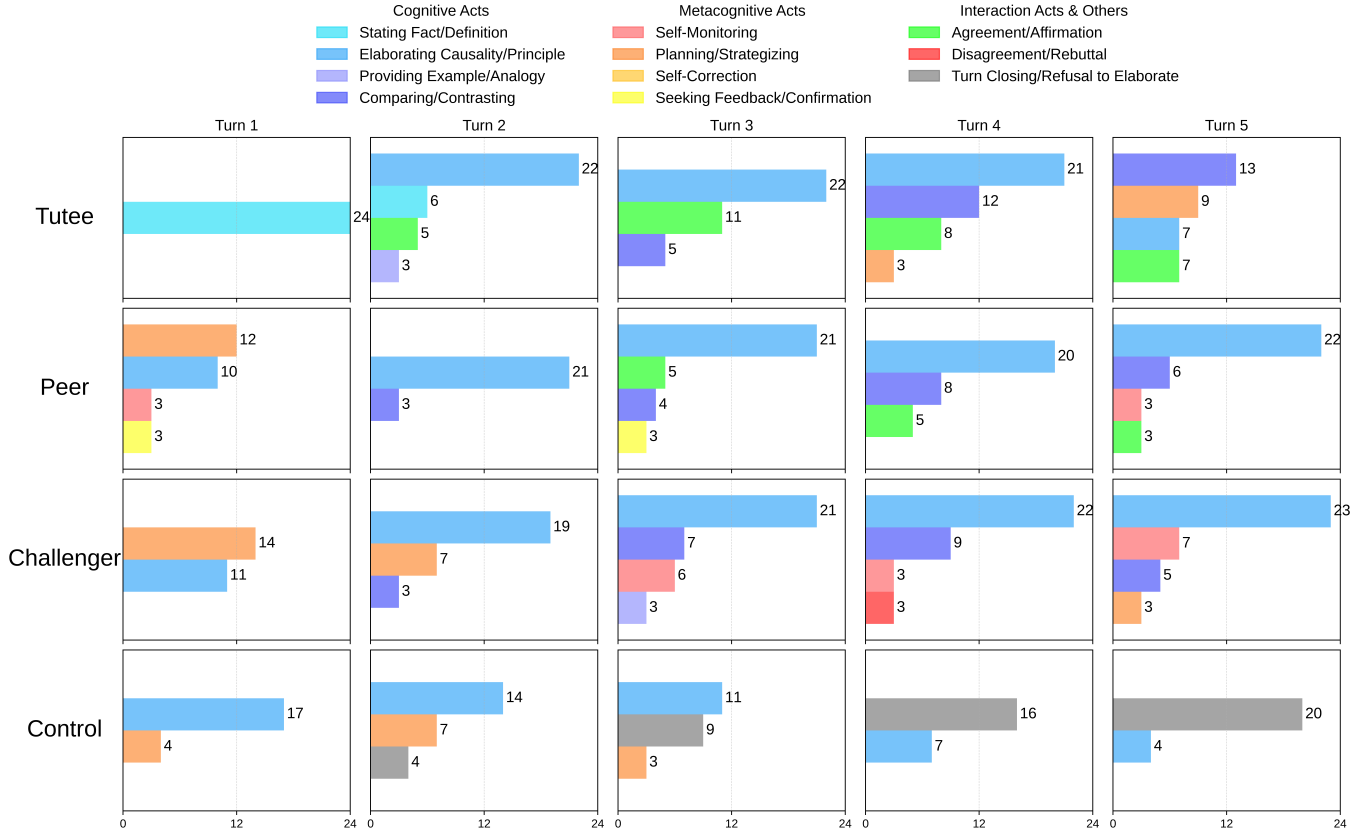 Cognitive Acts
Stating Fact/Definition
Elaborating Causality/Principle
Providing Example/Analogy
Comparing/Contrasting
Metacognitive Acts
Self-Monitoring
Planning/Strategizing
Self-Correction
Seeking Feedback/Confirmation
Interaction Acts & Others
Agreement/Affirmation
Disagreement/Rebuttal
Turn Closing/Refusal to Elaborate
Turn 1
Turn 2
Turn 3
Turn 4
Turn 5
Tutee
24
22
6
5
3
22
11
5
21
12
8
3
13
9
7
7
Peer
12
10
3
3
21
3
21
5
4
3
20
8
5
22
6
3
3
Challenger
14
11
19
7
3
21
7
6
3
22
9
3
3
23
7
5
3
Control
17
4
14
7
4
11
9
3
16
7
20
4
0 12 24
0 12 24
0 12 24
0 12 24
0 12 24